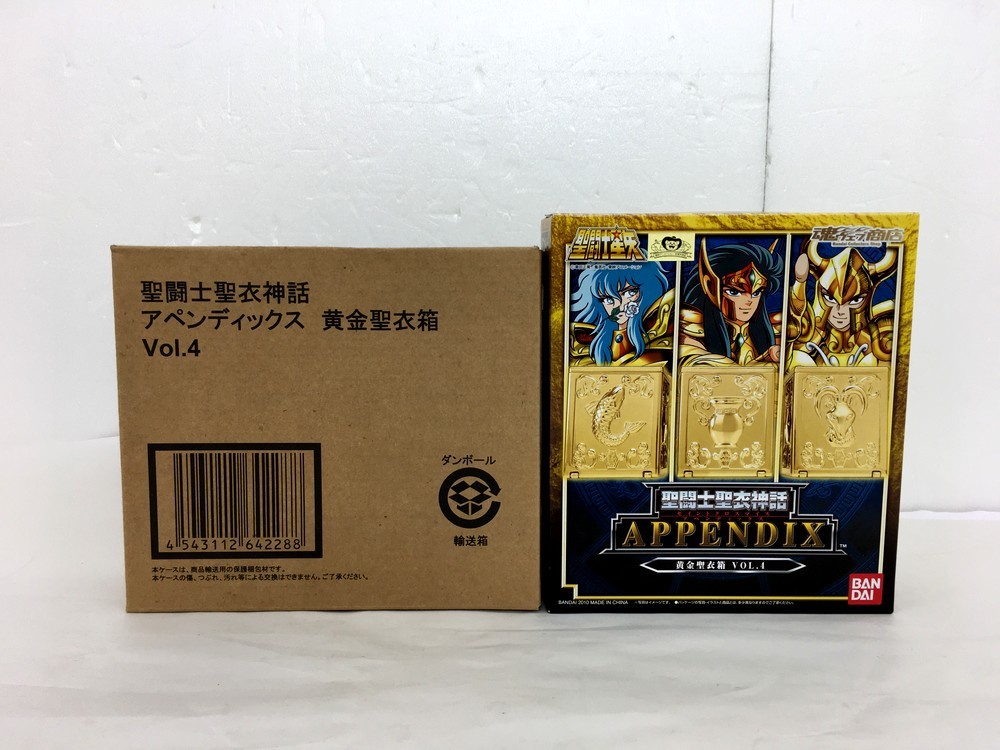 聖闘士聖衣神話
アペンディックス 黄金聖衣箱
Vol.4
4 543112 642288
本ケースは、商品輸送用の保護梱包材です。
本ケースの傷、つぶれ、汚れ等による交換はできません。ご了承ください。
ダンボール
輸送箱
聖闘士星矢
魂ウェブ商店
Bandai Collectors Shop
聖闘士聖衣神話
APPENDIX
TM
黄金聖衣箱 VOL.4
BANDAI 2010 MADE IN CHINA
BAN
DAI